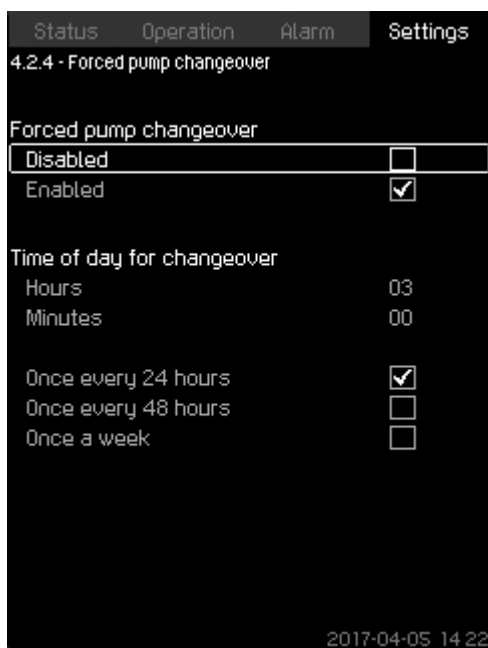 Status Operation Alarm Settings
4.2.4 - Forced pump changeover
Forced pump changeover
Disabled
Enabled
Time of day for changeover
Hours 03
Minutes 00
Once every 24 hours
Once every 48 hours
Once a week
2017-04-05 14:22